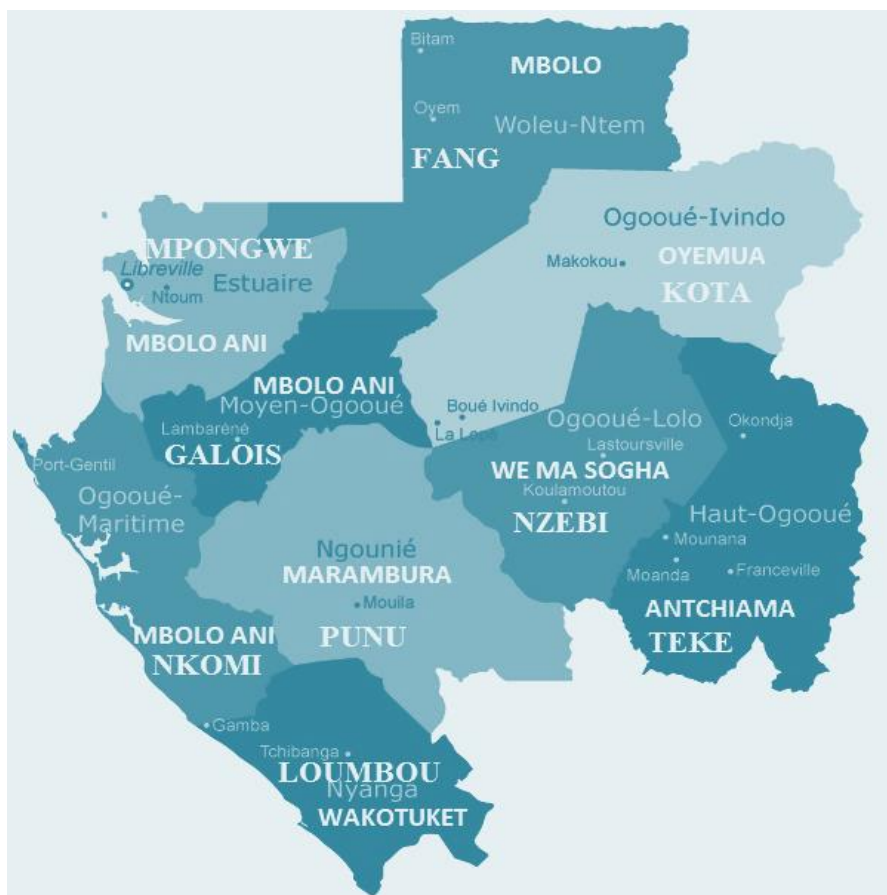 Bitam
MBOLO
Oyem
Woleu-Ntem
FANG
Ogooué-Ivindo
MPONGWE
OYEMUA
Makokou
Libreville
Estuaire
KOTA
Ntoum
MBOLO ANI
MBOLO ANI
Moyen-Ogooué
Boué Ivindo
Ogooué-Lolo
Okondja
Lambaréné
La Lopé
Lastoursville
GALOIS
Port-Gentil
WE MA SOGHA
Koulamoutou
Ogooué-
Maritime
NZEBI
Haut-Ogooué
Mounana
Ngounié
Moanda
Franceville
MARAMBURA
Mouila
ANTCHIAMA
MBOLO ANI
PUNU
TEKE
NKOMI
Gamba
Tchibanga
LOUMBOU
Nyanga
WAKOTUKET